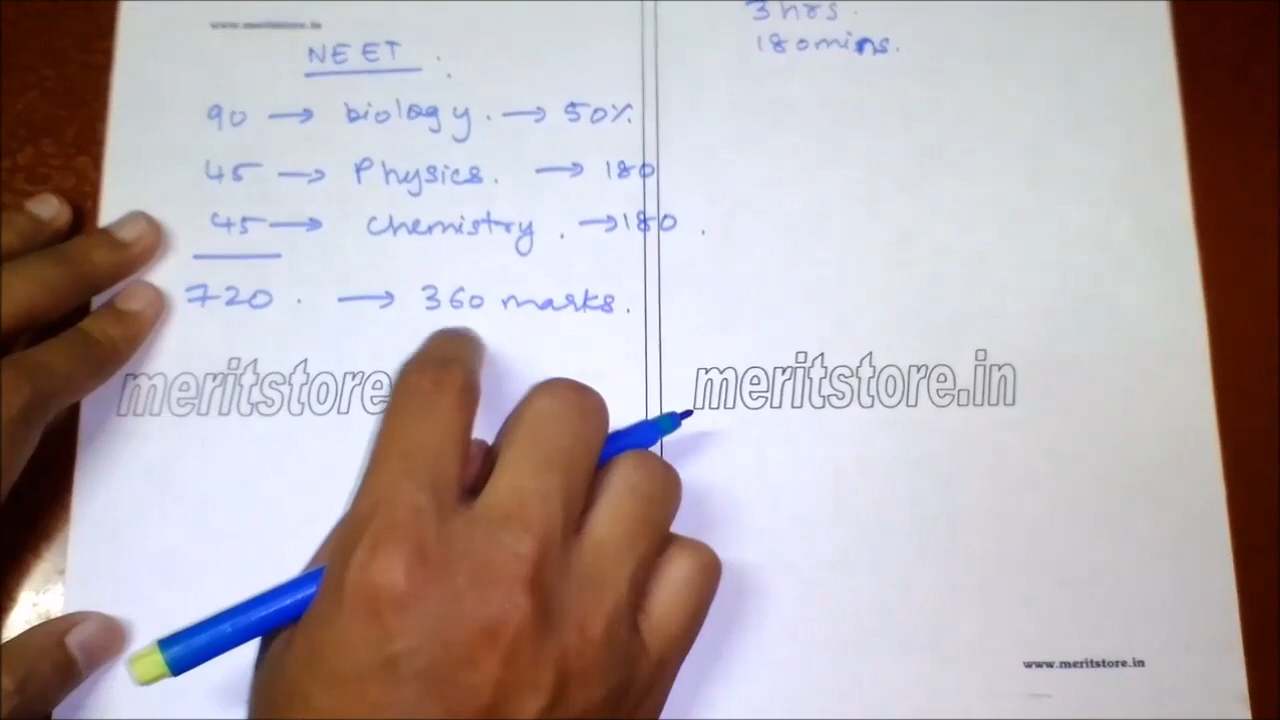 www.meritstore.in
NEET.
90 → biology. → 50%
45 → Physics. → 180
45 → chemistry. → 180.
720. → 360 marks.
meritstore
3 hrs.
180 mins.
meritstore.in
www.meritstore.in